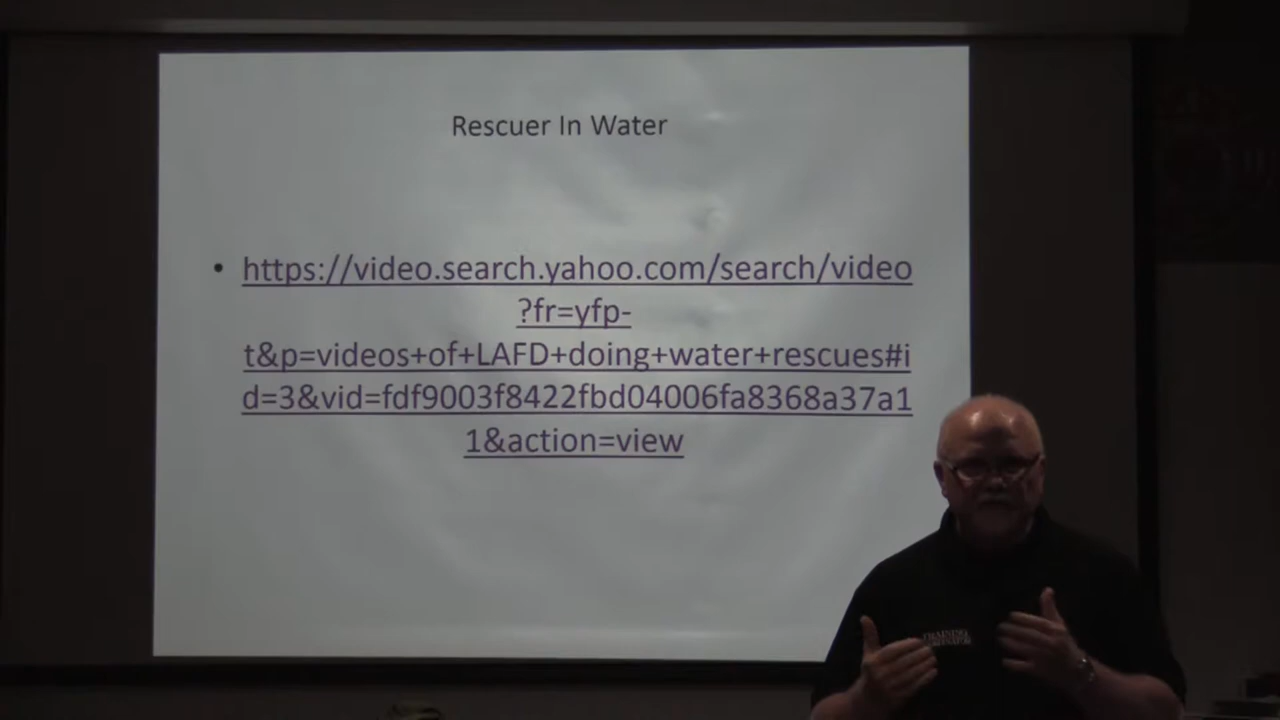 Rescuer In Water
• https://video.search.yahoo.com/search/video
?fr=yfp-
t&p=videos+of+LAFD+doing+water+rescues#i
d=3&vid=fdf9003f8422fbd04006fa8368a37a1
1&action=view
TRAINING